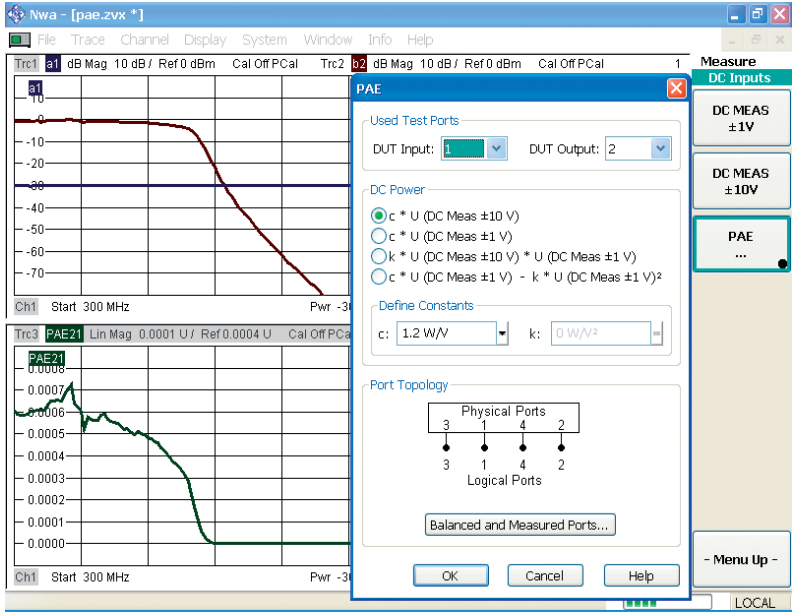 Nwa - [pae.zvx *]
File Trace Channel Display System Window Info Help
Trc1 a1 dB Mag 10 dB / Ref 0 dBm Cal Off PCal Trc2 b2 dB Mag 10 dB / Ref 0 dBm Cal Off PCal 1
a1
10
0
-10
-20
-30
-40
-50
-60
-70
Ch1 Start 300 MHz Pwr -3
Trc3 PAE21 Lin Mag 0.0001 U / Ref 0.0004 U Cal Off PCa
PAE21
0.0008
0.0007
0.0006
0.0005
0.0004
0.0003
0.0002
0.0001
0.0000
Ch1 Start 300 MHz Pwr -3
PAE
Used Test Ports
DUT Input: 1 DUT Output: 2
DC Power
c * U (DC Meas ±10 V)
c * U (DC Meas ±1 V)
k * U (DC Meas ±10 V) * U (DC Meas ±1 V)
c * U (DC Meas ±1 V) - k * U (DC Meas ±1 V)²
Define Constants
c: 1.2 W/V k: 0 W/V²
Port Topology
Physical Ports
3 1 4 2
3 1 4 2
Logical Ports
Balanced and Measured Ports...
OK Cancel Help
Measure
DC Inputs
DC MEAS
±1V
DC MEAS
±10V
PAE
...
- Menu Up -
LOCAL